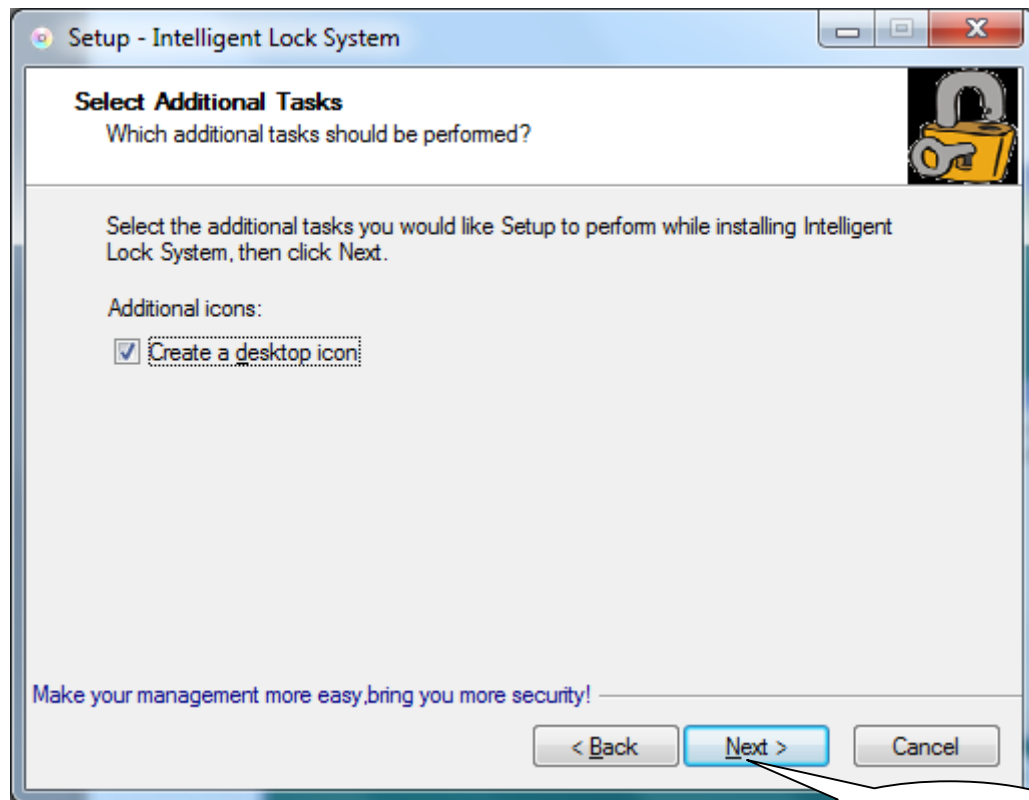 Setup - Intelligent Lock System
Select Additional Tasks
Which additional tasks should be performed?
Select the additional tasks you would like Setup to perform while installing Intelligent
Lock System, then click Next.
Additional icons:
Create a desktop icon
Make your management more easy,bring you more security!
< Back Next > Cancel